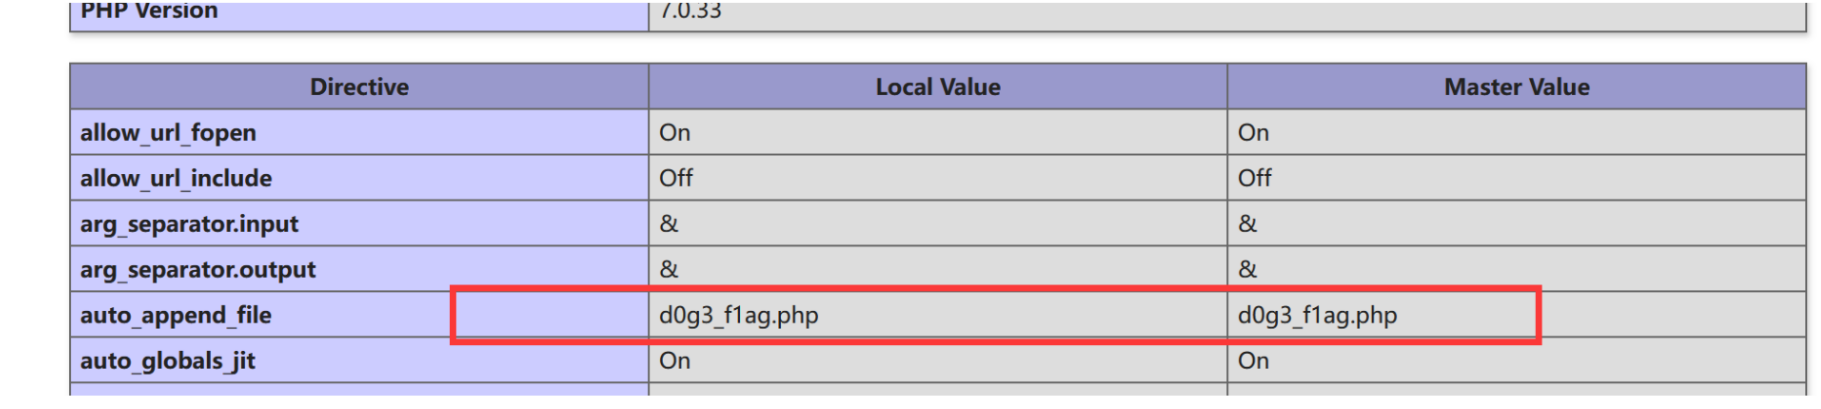 PHP Version 7.0.33
Directive Local Value Master Value
allow_url_fopen On On
allow_url_include Off Off
arg_separator.input & &
arg_separator.output & &
auto_append_file d0g3_f1ag.php d0g3_f1ag.php
auto_globals_jit On On